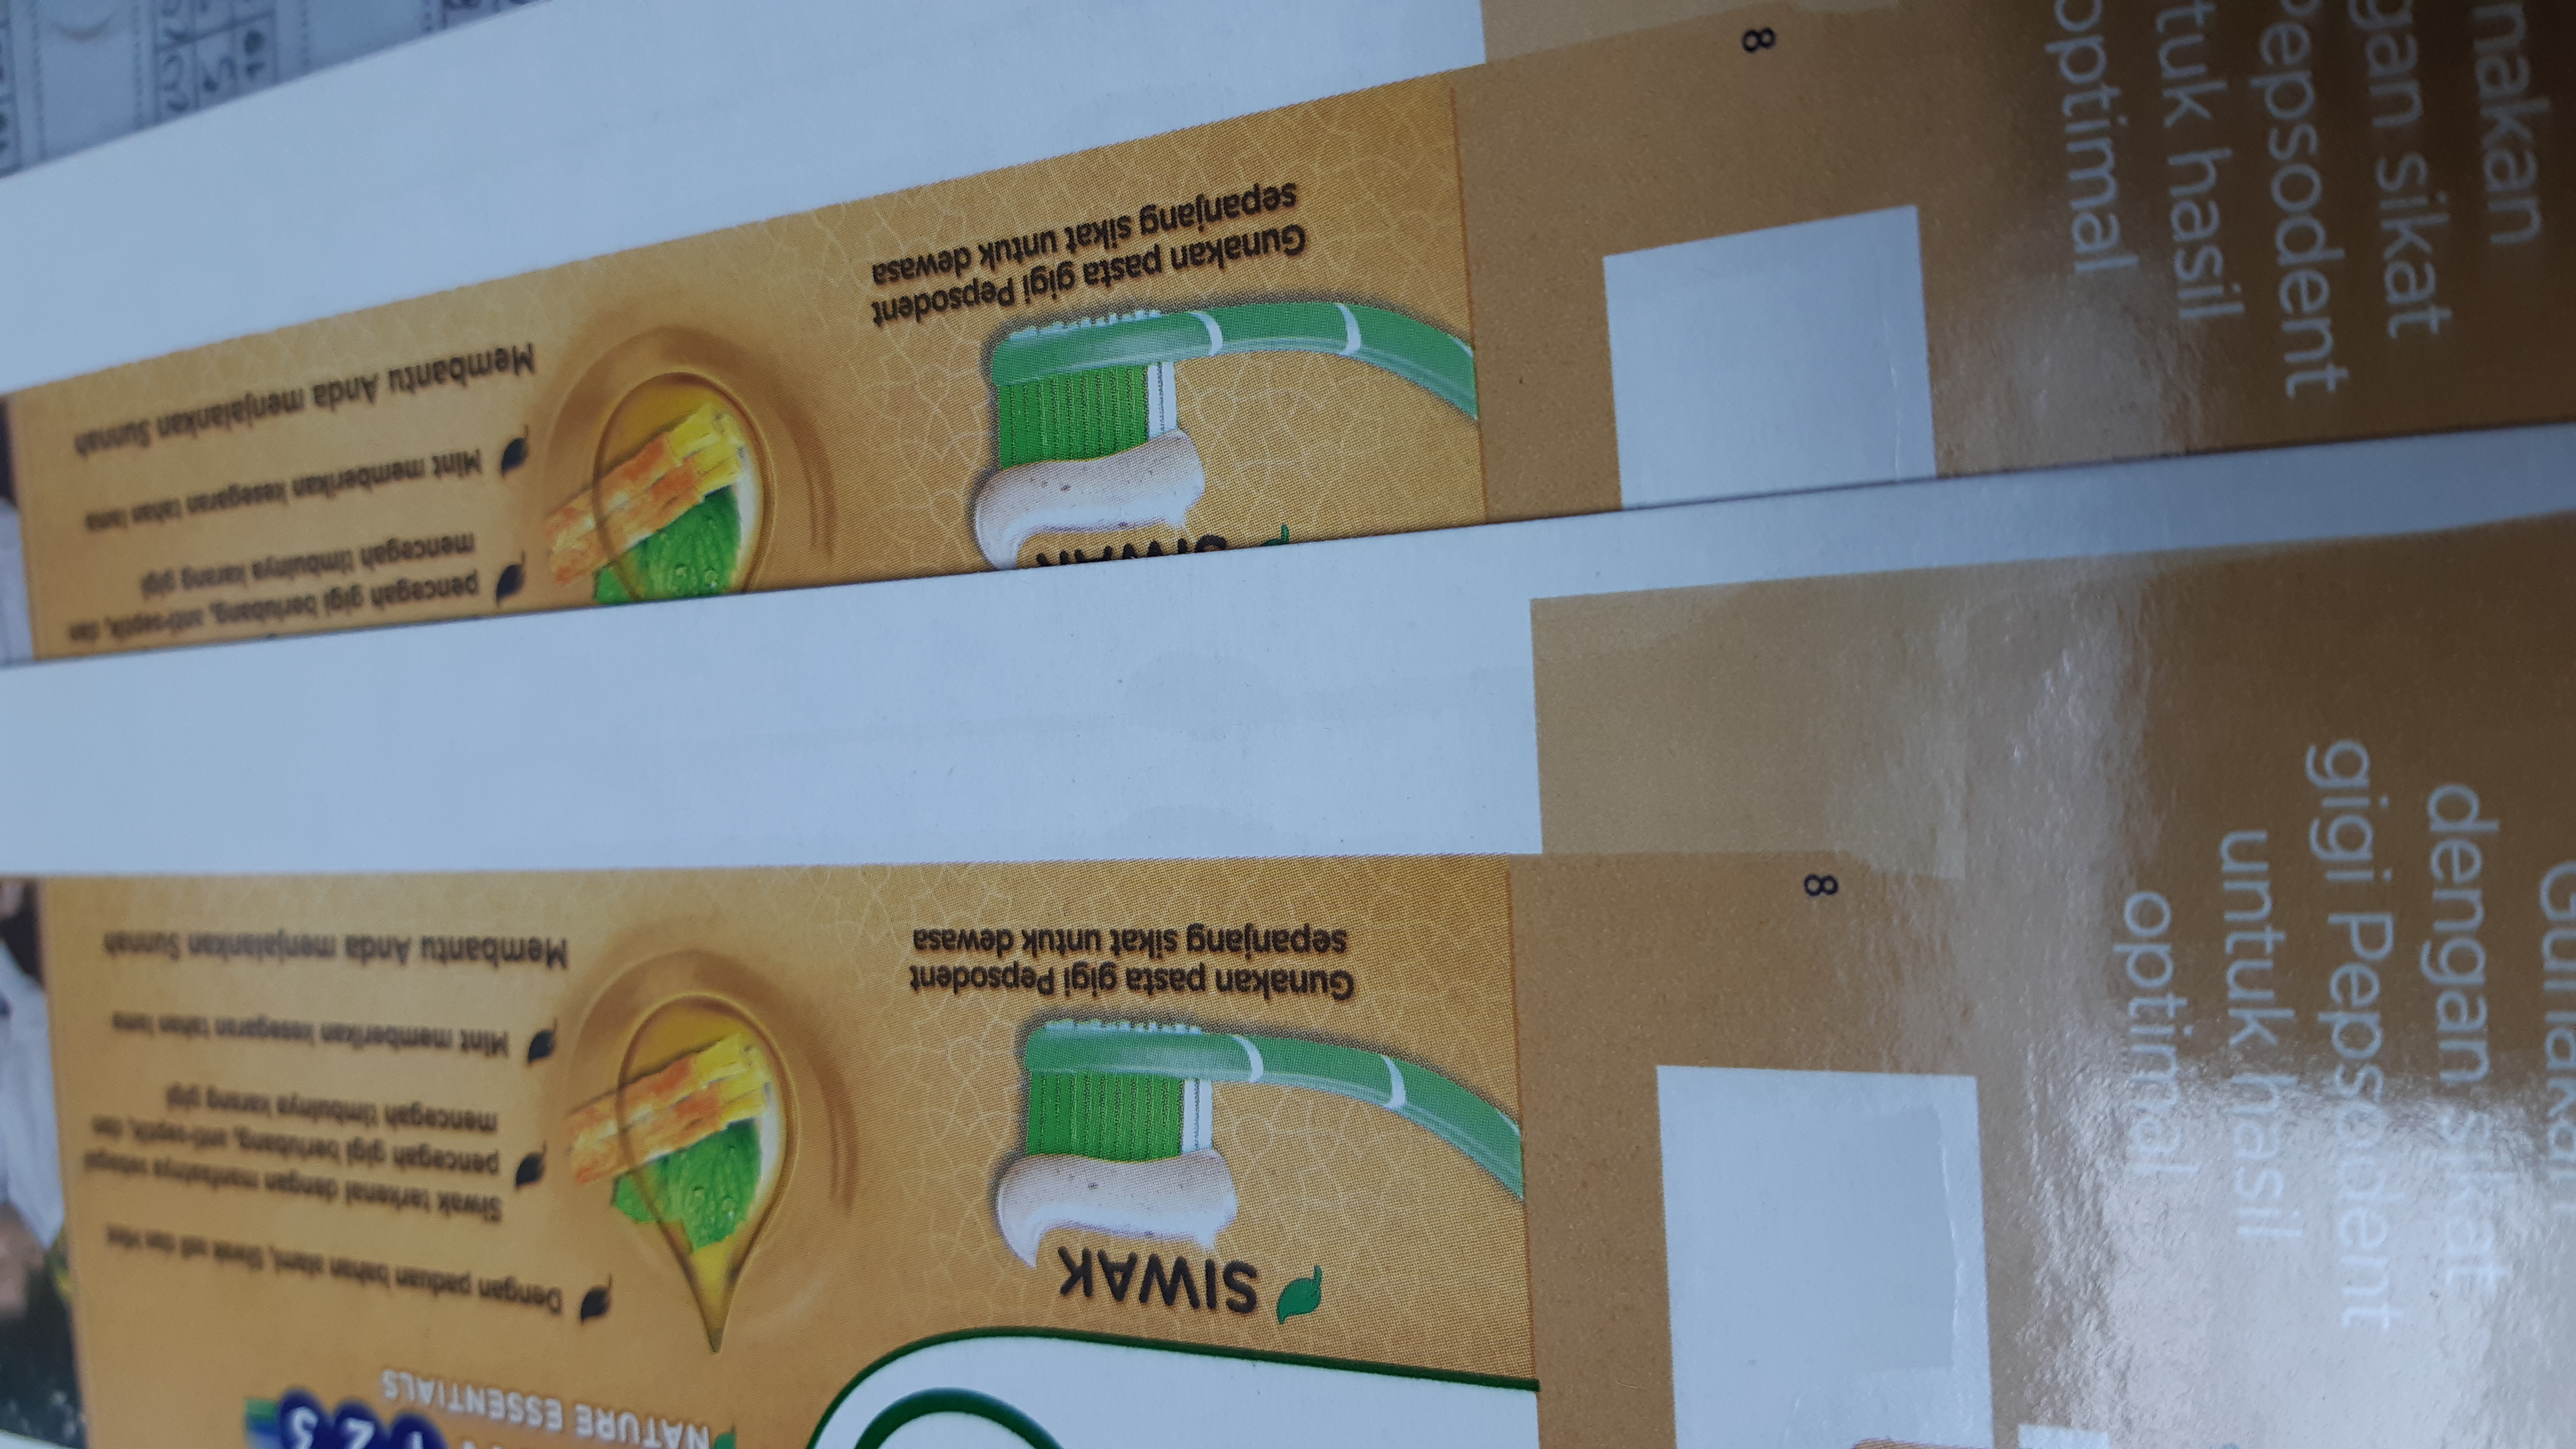 123
NATURE ESSENTIALS
Dengan paduan bahan alami, Siwak asli dan Mint
Siwak terkenal dengan manfaatnya sebagai
pencegah gigi berlubang, anti-septik, dan
mencegah timbulnya karang gigi
Mint memberikan kesegaran tahan lama
Membantu Anda menjalankan Sunnah
SIWAK
Gunakan pasta gigi Pepsodent
sepanjang sikat untuk dewasa
8
Gunakan
dengan sikat
gigi Pepsodent
untuk hasil
optimal
pencegah gigi berlubang, anti-septik, dan
mencegah timbulnya karang gigi
Mint memberikan kesegaran tahan lama
Membantu Anda menjalankan Sunnah
SIWAK
Gunakan pasta gigi Pepsodent
sepanjang sikat untuk dewasa
8
nakan
gan sikat
Pepsodent
tuk hasil
optimal
19